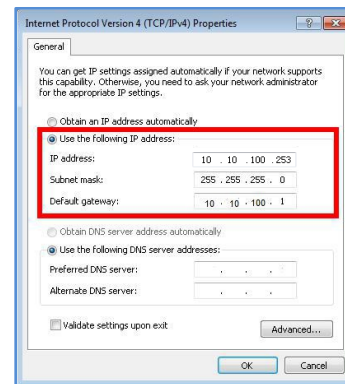 Internet Protocol Version 4 (TCP/IPv4) Properties
General
You can get IP settings assigned automatically if your network supports
this capability. Otherwise, you need to ask your network administrator
for the appropriate IP settings.
Obtain an IP address automatically
Use the following IP address:
IP address: 10 . 10 . 100 . 253
Subnet mask: 255 . 255 . 255 . 0
Default gateway: 10 . 10 . 100 . 1
Obtain DNS server address automatically
Use the following DNS server addresses:
Preferred DNS server: . . .
Alternate DNS server: . . .
Validate settings upon exit
Advanced...
OK Cancel